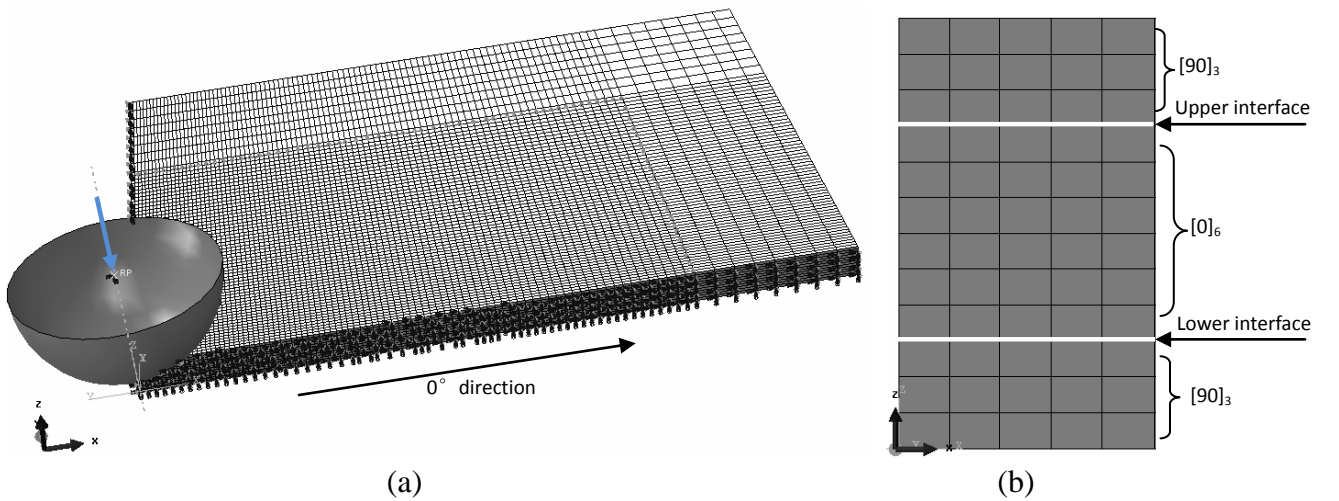 [90]₃
Upper interface
[0]₆
Lower interface
[90]₃
RP
Z
X
Y
0° direction
z
x
z Z
Y
x X
(a)
(b)